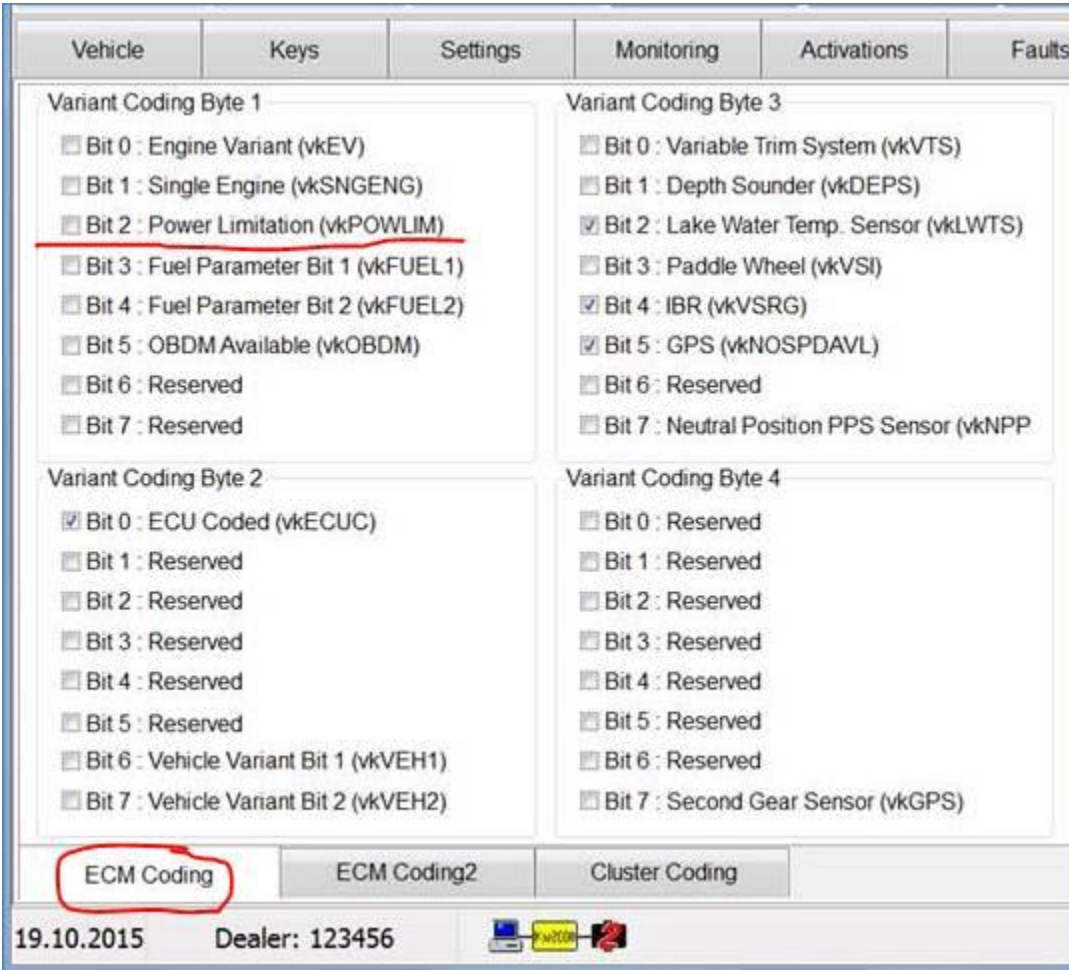 Vehicle Keys Settings Monitoring Activations Faults
Variant Coding Byte 1
Bit 0 : Engine Variant (vkEV)
Bit 1 : Single Engine (vkSNGENG)
Bit 2 : Power Limitation (vkPOWLIM)
Bit 3 : Fuel Parameter Bit 1 (vkFUEL1)
Bit 4 : Fuel Parameter Bit 2 (vkFUEL2)
Bit 5 : OBDM Available (vkOBDM)
Bit 6 : Reserved
Bit 7 : Reserved
Variant Coding Byte 3
Bit 0 : Variable Trim System (vkVTS)
Bit 1 : Depth Sounder (vkDEPS)
Bit 2 : Lake Water Temp. Sensor (vkLWTS)
Bit 3 : Paddle Wheel (vkVSI)
Bit 4 : IBR (vkVSRG)
Bit 5 : GPS (vkNOSPDAVL)
Bit 6 : Reserved
Bit 7 : Neutral Position PPS Sensor (vkNPP
Variant Coding Byte 2
Bit 0 : ECU Coded (vkECUC)
Bit 1 : Reserved
Bit 2 : Reserved
Bit 3 : Reserved
Bit 4 : Reserved
Bit 5 : Reserved
Bit 6 : Vehicle Variant Bit 1 (vkVEH1)
Bit 7 : Vehicle Variant Bit 2 (vkVEH2)
Variant Coding Byte 4
Bit 0 : Reserved
Bit 1 : Reserved
Bit 2 : Reserved
Bit 3 : Reserved
Bit 4 : Reserved
Bit 5 : Reserved
Bit 6 : Reserved
Bit 7 : Second Gear Sensor (vkGPS)
ECM Coding ECM Coding2 Cluster Coding
19.10.2015 Dealer: 123456 2